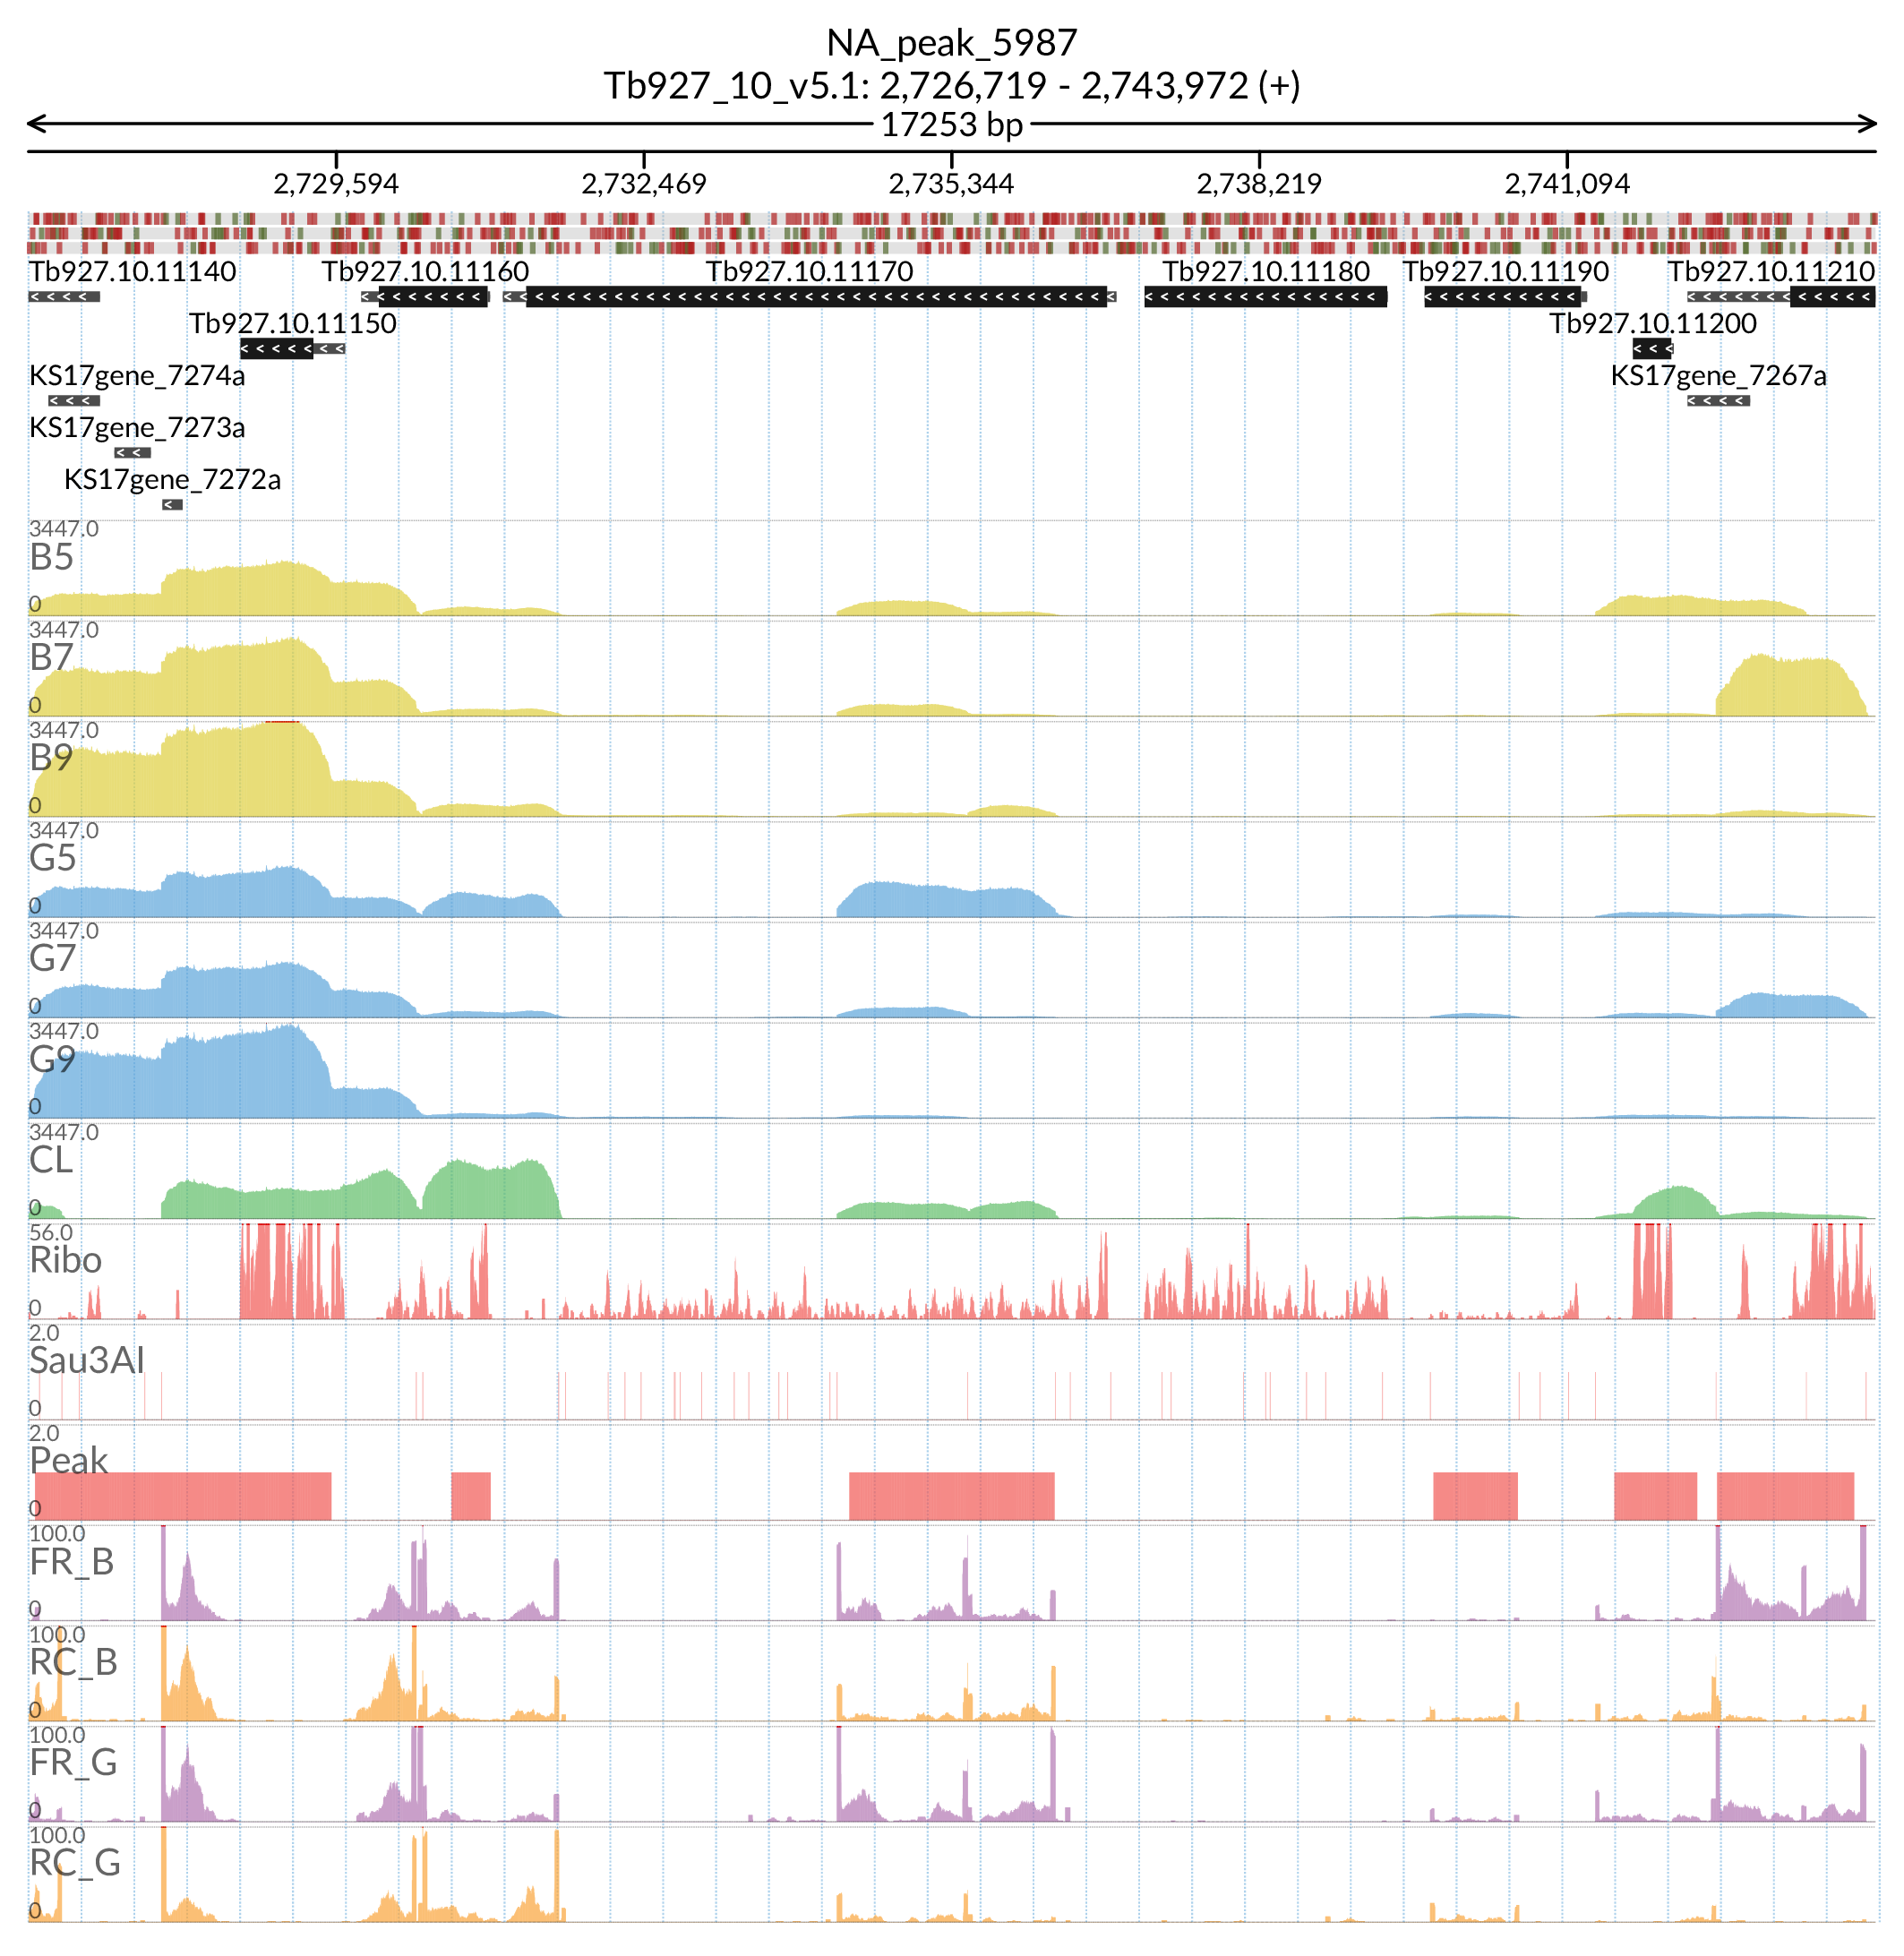 NA_peak_5987
Tb927_10_v5.1: 2,726,719 - 2,743,972 (+)
17253 bp
2,729,594 2,732,469 2,735,344 2,738,219 2,741,094
Tb927.10.11140 Tb927.10.11160 Tb927.10.11170 Tb927.10.11180 Tb927.10.11190 Tb927.10.11210
Tb927.10.11150 Tb927.10.11200
KS17gene_7274a KS17gene_7267a
KS17gene_7273a
KS17gene_7272a
3447.0
B5
0
3447.0
B7
0
3447.0
B9
0
3447.0
G5
0
3447.0
G7
0
3447.0
G9
0
3447.0
CL
0
56.0
Ribo
0
2.0
Sau3AI
0
2.0
Peak
0
100.0
FR_B
0
100.0
RC_B
0
100.0
FR_G
0
100.0
RC_G
0